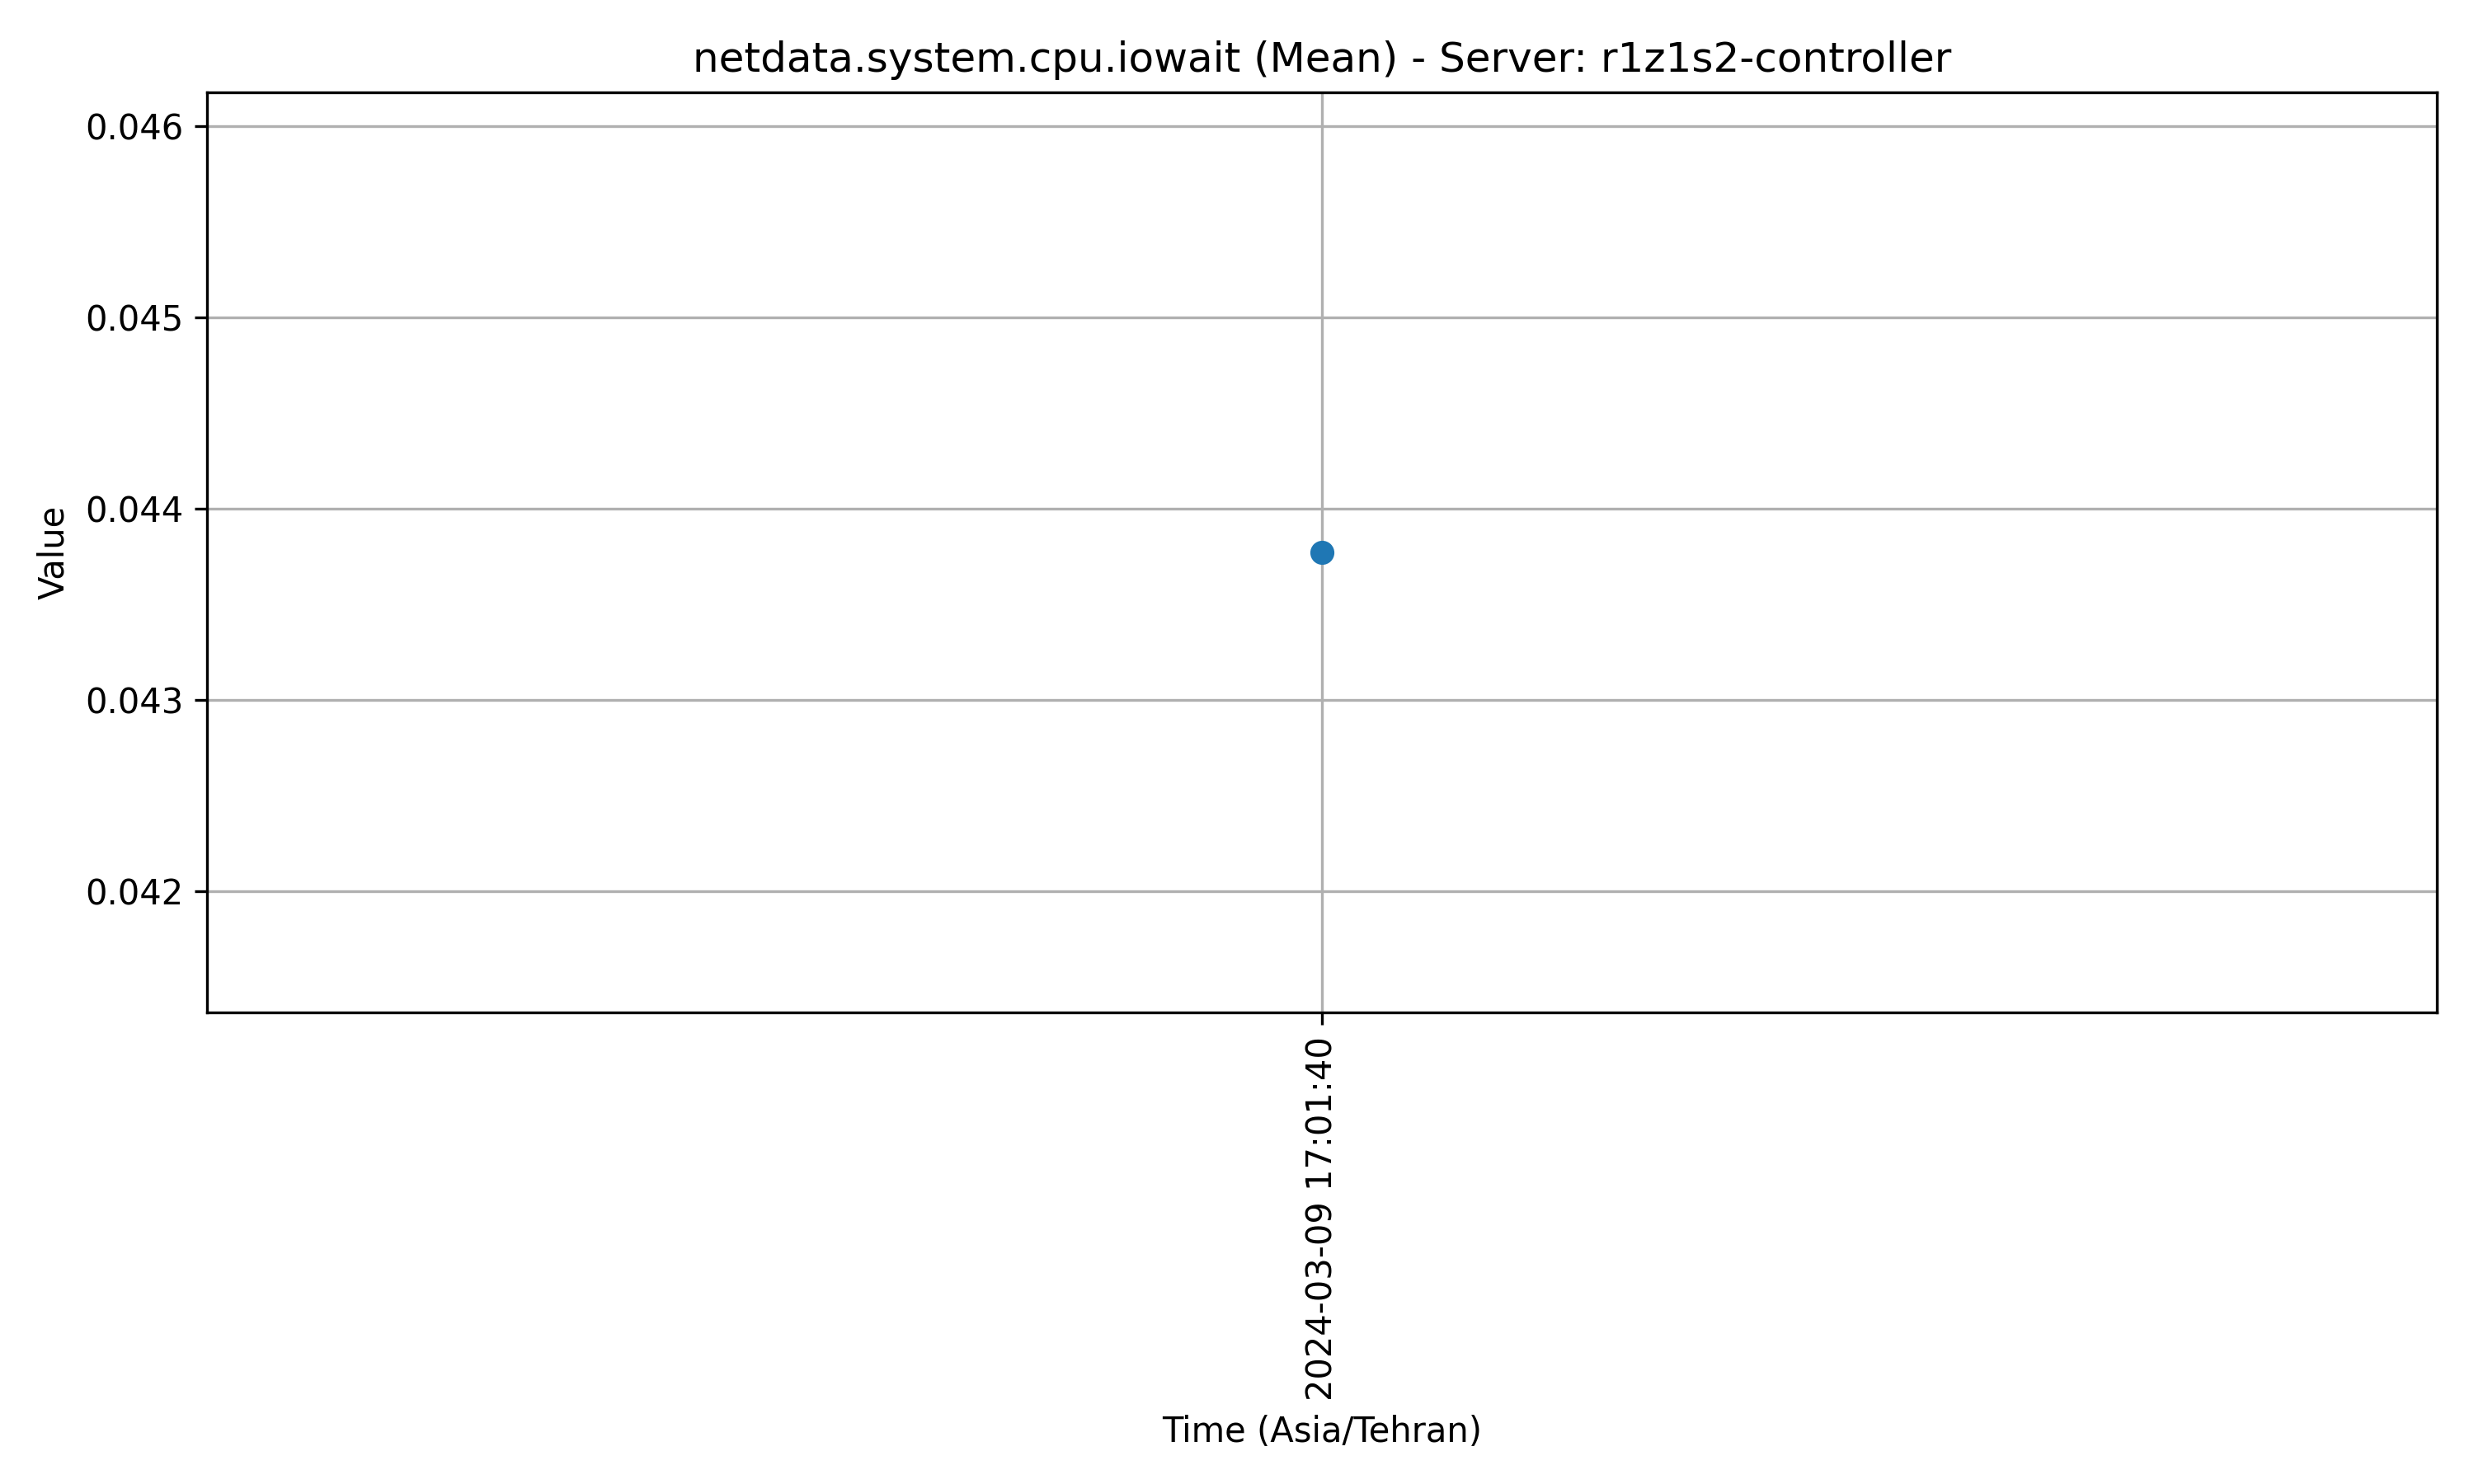 netdata.system.cpu.iowait (Mean) - Server: r1z1s2-controller
0.046
0.045
0.044
0.043
0.042
Value
2024-03-09 17:01:40
Time (Asia/Tehran)